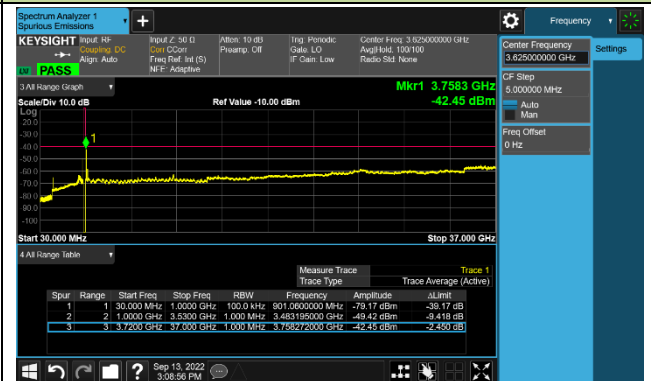 Spectrum Analyzer 1
Spurious Emissions
Frequency
KEYSIGHT
Input: RF
Coupling: DC
Align: Auto
Input Z: 50 Ω
Corr CCorr
Freq Ref: Int (S)
NFE: Adaptive
Atten: 10 dB
Preamp: Off
Trig: Periodic
Gate: LO
IF Gain: Low
Center Freq: 3.625000000 GHz
Avg|Hold: 100/100
Radio Std: None
PASS
3 All Range Graph
Mkr1 3.7583 GHz
Scale/Div 10.0 dB
Ref Value -10.00 dBm
-42.45 dBm
Log
-20.0
-30.0
-40.0
-50.0
-60.0
-70.0
-80.0
-90.0
-100
1
Start 30.000 MHz
Stop 37.000 GHz
4 All Range Table
Measure Trace Trace 1
Trace Type Trace Average (Active)
Spur Range Start Freq Stop Freq RBW Frequency Amplitude ΔLimit
1 1 30.000 MHz 1.0000 GHz 100.0 kHz 901.0600000 MHz -79.17 dBm -39.17 dB
2 2 1.0000 GHz 3.5300 GHz 1.000 MHz 3.483195000 GHz -49.42 dBm -9.418 dB
3 3 3.7200 GHz 37.000 GHz 1.000 MHz 3.758272000 GHz -42.45 dBm -2.450 dB
Center Frequency
3.625000000 GHz
Settings
CF Step
5.000000 MHz
Auto
Man
Freq Offset
0 Hz
Sep 13, 2022
3:08:56 PM